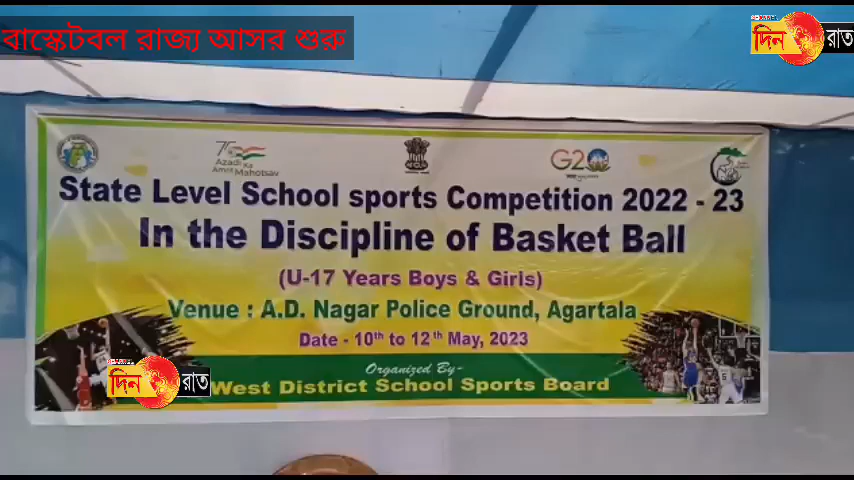 বাস্কেটবল রাজ্য আসর শুরু
দিন রাত
75 Azadi Ka Amrit Mahotsav
G20
State Level School sports Competition 2022 - 23
In the Discipline of Basket Ball
(U-17 Years Boys & Girls)
Venue : A.D. Nagar Police Ground, Agartala
Date - 10th to 12th May, 2023
Organized By-
West District School Sports Board
দিন রাত